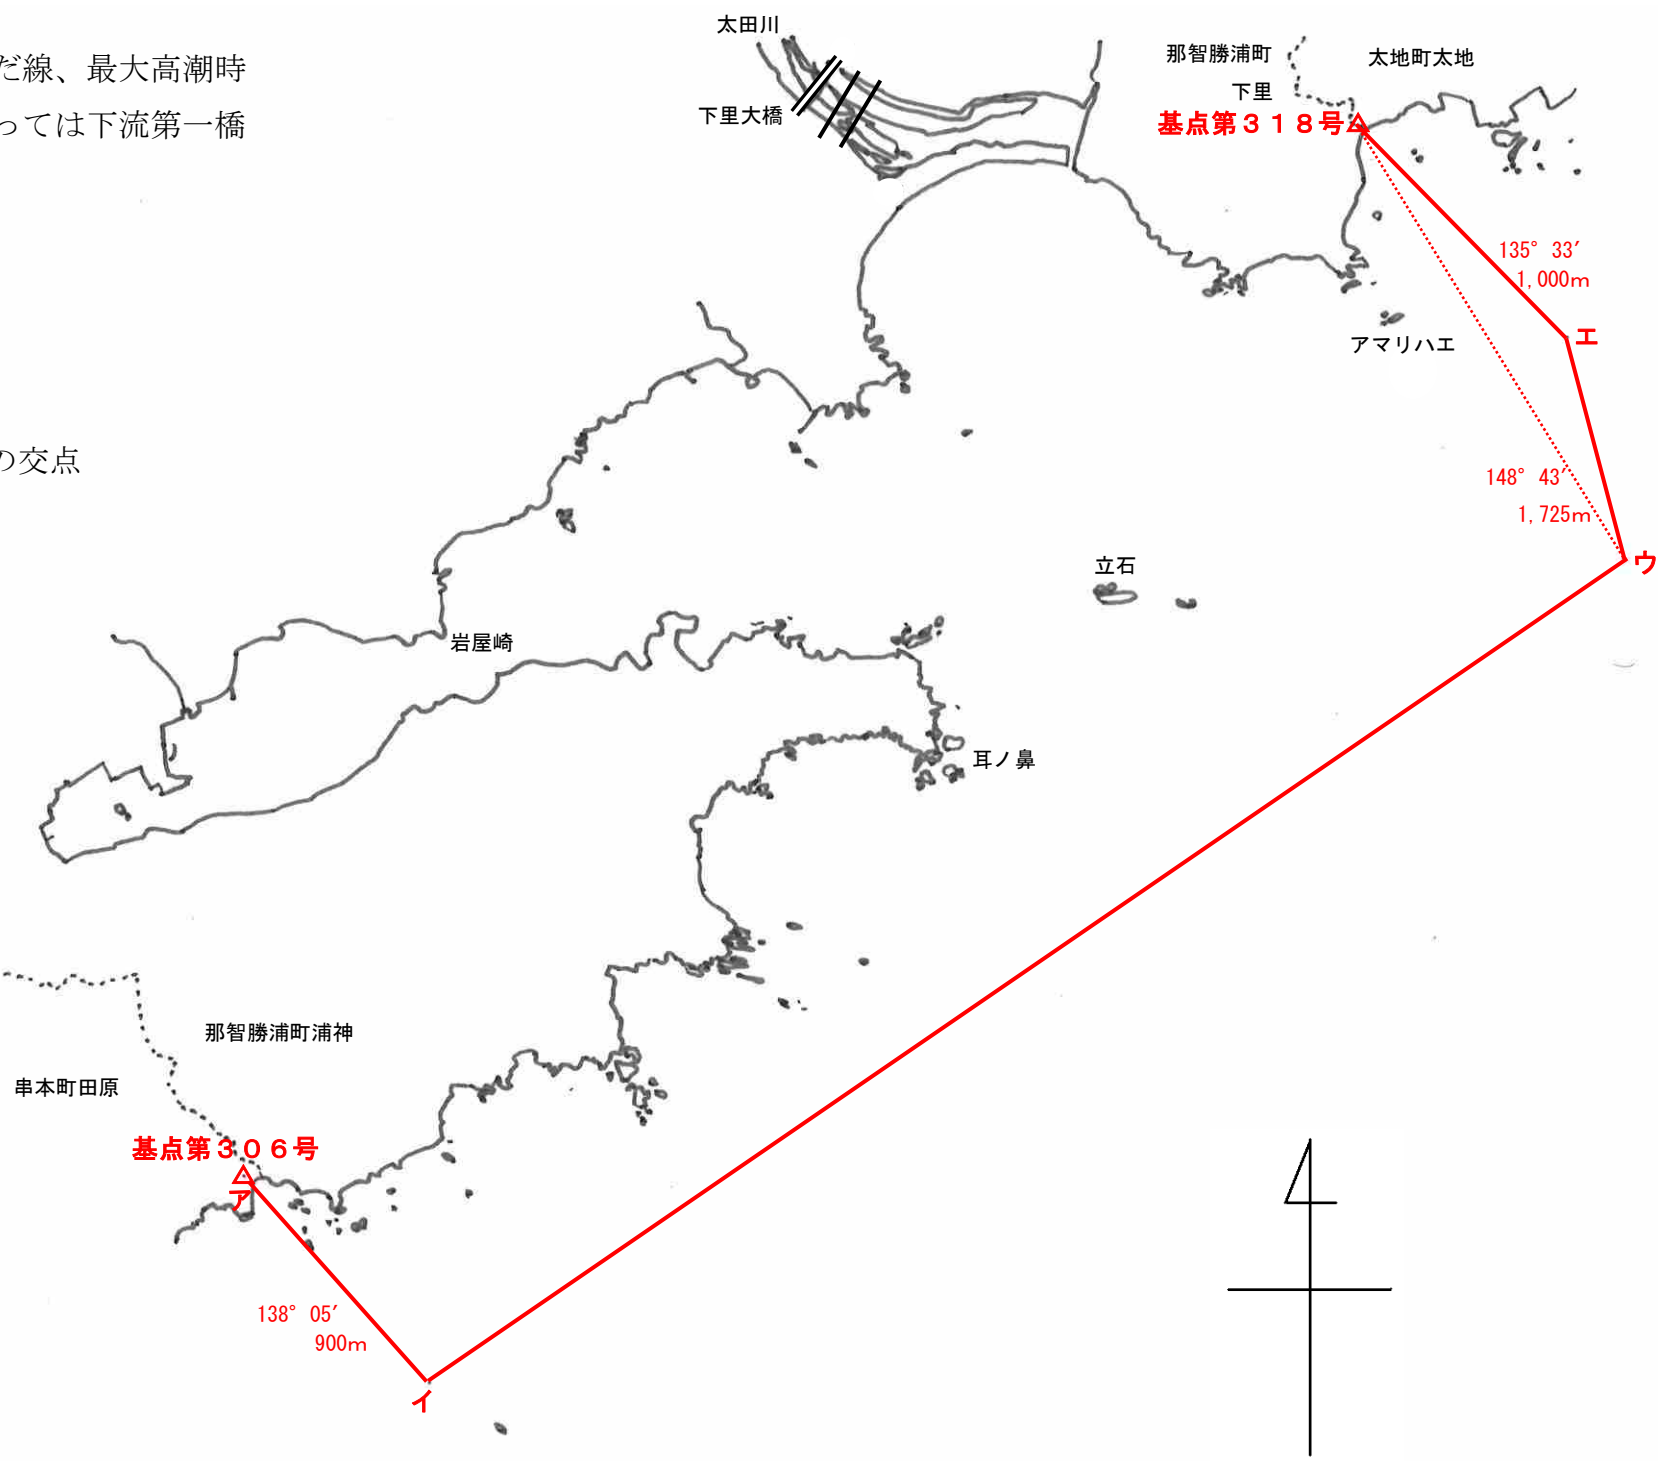 だ線、最大高潮時
っては下流第一橋
の交点
太田川
下里大橋
那智勝浦町
下里
太地町太地
基点第318号
135°33′
1,000m
エ
アマリハエ
148°43′
1,725m
ウ
立石
岩屋崎
耳ノ鼻
那智勝浦町浦神
串本町田原
基点第306号
ア
138°05′
900m
イ